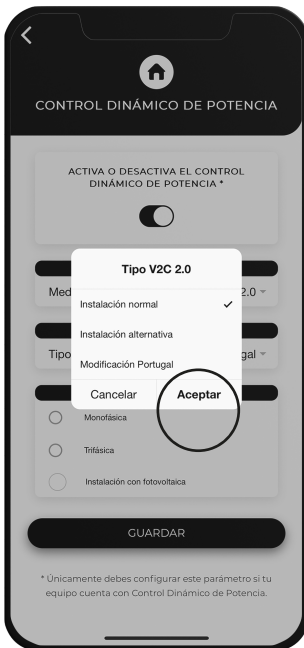 CONTROL DINÁMICO DE POTENCIA
ACTIVA O DESACTIVA EL CONTROL
DINÁMICO DE POTENCIA *
Tipo V2C 2.0
Med 2.0
Instalación normal
Instalación alternativa
Tipo gal
Modificación Portugal
Cancelar Aceptar
Monofásica
Trifásica
Instalación con fotovoltaica
GUARDAR
* Únicamente debes configurar este parámetro si tu
equipo cuenta con Control Dinámico de Potencia.